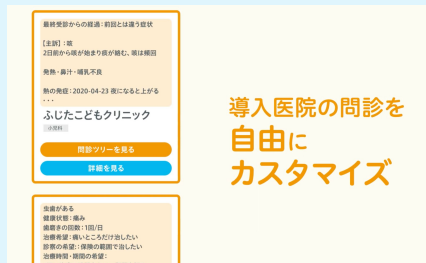 最終受診からの経過：前回とは違う症状
【主訴】：咳
2日前から咳が始まり痰が絡む、咳は頻回
発熱・鼻汁・哺乳不良
熱の発症：2020-04-23 夜になると上がる
・・・
ふじたこどもクリニック
小児科
問診ツリーを見る
詳細を見る
虫歯がある
健康状態：痛み
歯磨きの回数：1回/日
治療希望：痛いところだけ治したい
診察の希望：：保険の範囲で治したい
治療時間・期間の希望：
導入医院の問診を
自由に
カスタマイズ